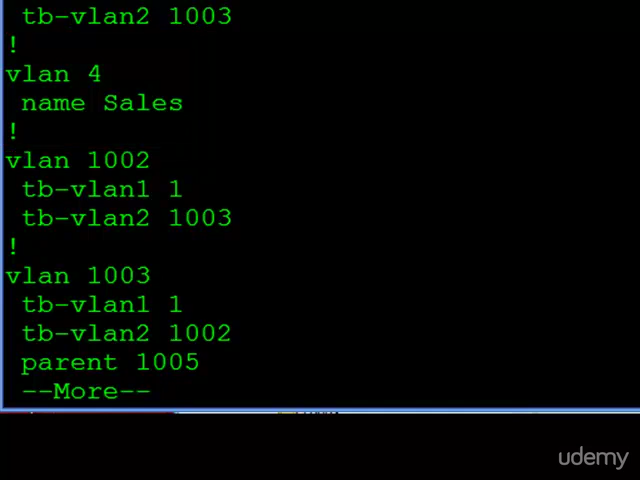 tb-vlan2 1003
!
vlan 4
name Sales
!
vlan 1002
tb-vlan1 1
tb-vlan2 1003
!
vlan 1003
tb-vlan1 1
tb-vlan2 1002
parent 1005
--More--
udemy